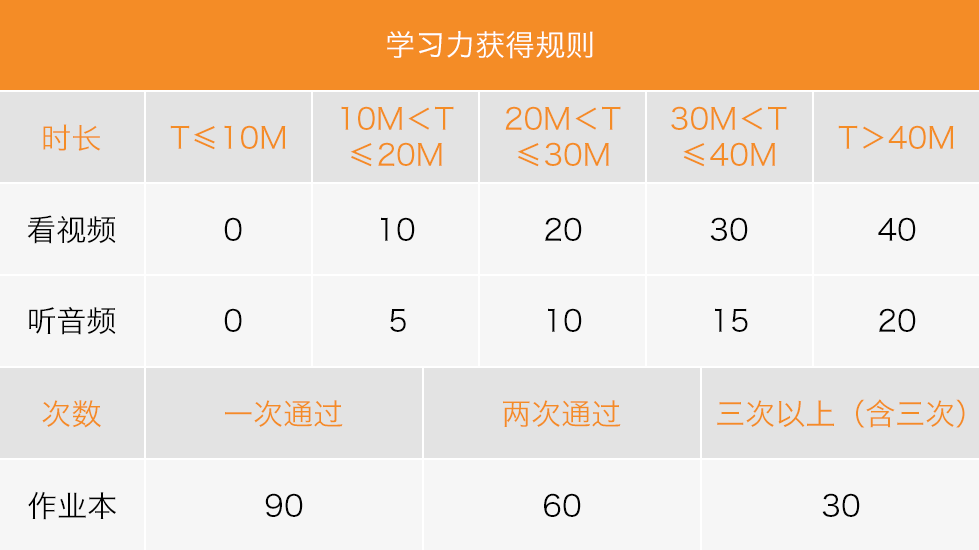 学习力获得规则
时长 T≤10M 10M<T≤20M 20M<T≤30M 30M<T≤40M T>40M
看视频 0 10 20 30 40
听音频 0 5 10 15 20
次数 一次通过 两次通过 三次以上（含三次）
作业本 90 60 30